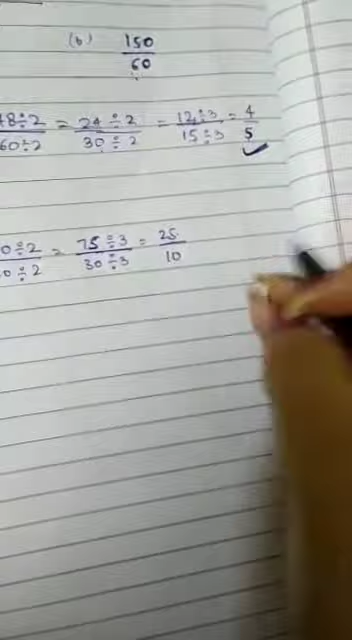 (b) 150/60
48÷2/60÷2 = 24÷2/30÷2 = 12÷3/15÷3 = 4/5
0÷2/0÷2 = 75÷3/30÷3 = 25/10